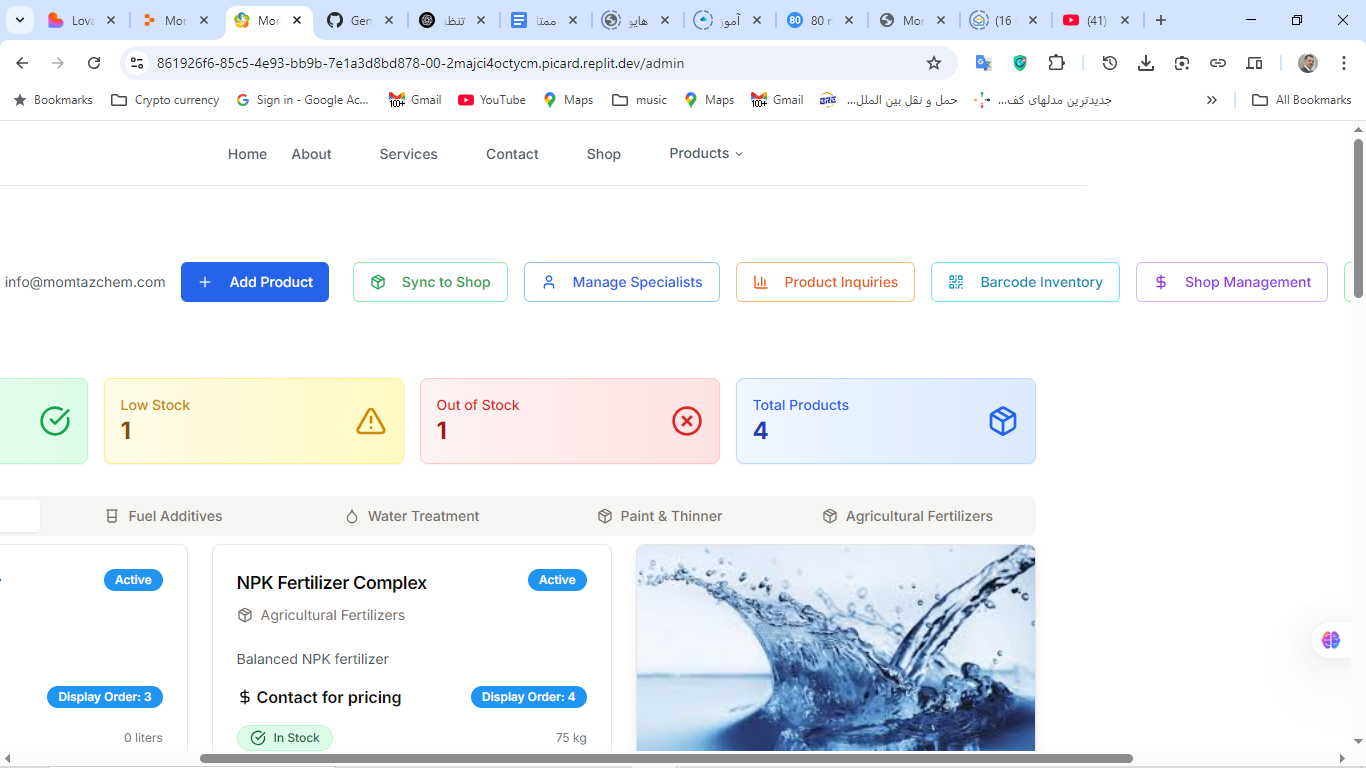 Lova
Mor
Mor
Gen
تنظی
ممتا
هایو
آموز
80 r
Mor
(16
(41)
861926f6-85c5-4e93-bb9b-7e1a3d8bd878-00-2majci4octycm.picard.replit.dev/admin
Bookmarks
Crypto currency
Sign in - Google Ac...
Gmail
YouTube
Maps
music
Maps
Gmail
حمل و نقل بین الملل...
جدیدترین مدلهای کف...
All Bookmarks
Home
About
Services
Contact
Shop
Products
info@momtazchem.com
Add Product
Sync to Shop
Manage Specialists
Product Inquiries
Barcode Inventory
Shop Management
Low Stock
1
Out of Stock
1
Total Products
4
Fuel Additives
Water Treatment
Paint & Thinner
Agricultural Fertilizers
Active
NPK Fertilizer Complex
Active
Agricultural Fertilizers
Balanced NPK fertilizer
Display Order: 3
$ Contact for pricing
Display Order: 4
0 liters
In Stock
75 kg